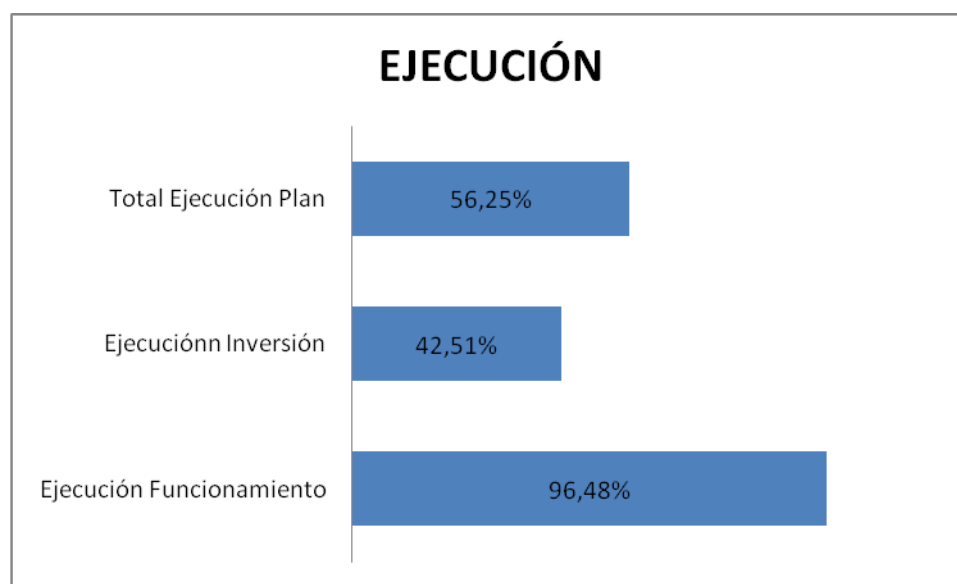 EJECUCIÓN
Total Ejecución Plan
56,25%
Ejecuciónn Inversión
42,51%
Ejecución Funcionamiento
96,48%